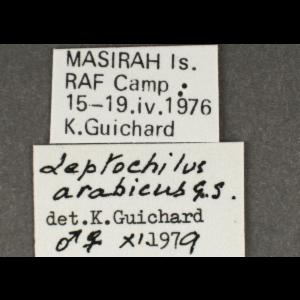 MASIRAH Is.
RAF Camp.
15-19.iv.1976
K.Guichard
Leptochilus
arabicus g.s.
det.K.Guichard
♂ ♀ XI.1979